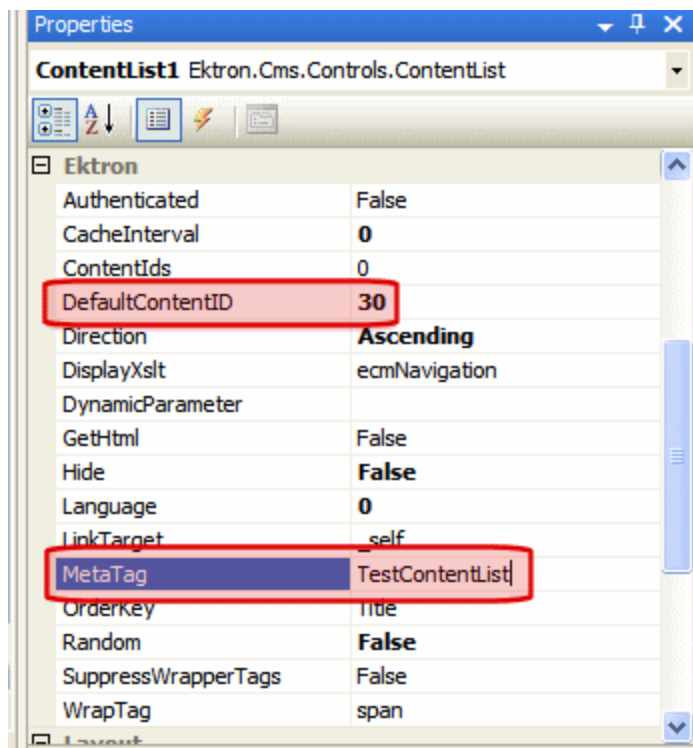 Properties
ContentList1 Ektron.Cms.Controls.ContentList
Ektron
Authenticated False
CacheInterval 0
ContentIds 0
DefaultContentID 30
Direction Ascending
DisplayXslt ecmNavigation
DynamicParameter
GetHtml False
Hide False
Language 0
LinkTarget _self
MetaTag TestContentList
OrderKey Title
Random False
SuppressWrapperTags False
WrapTag span
Layout